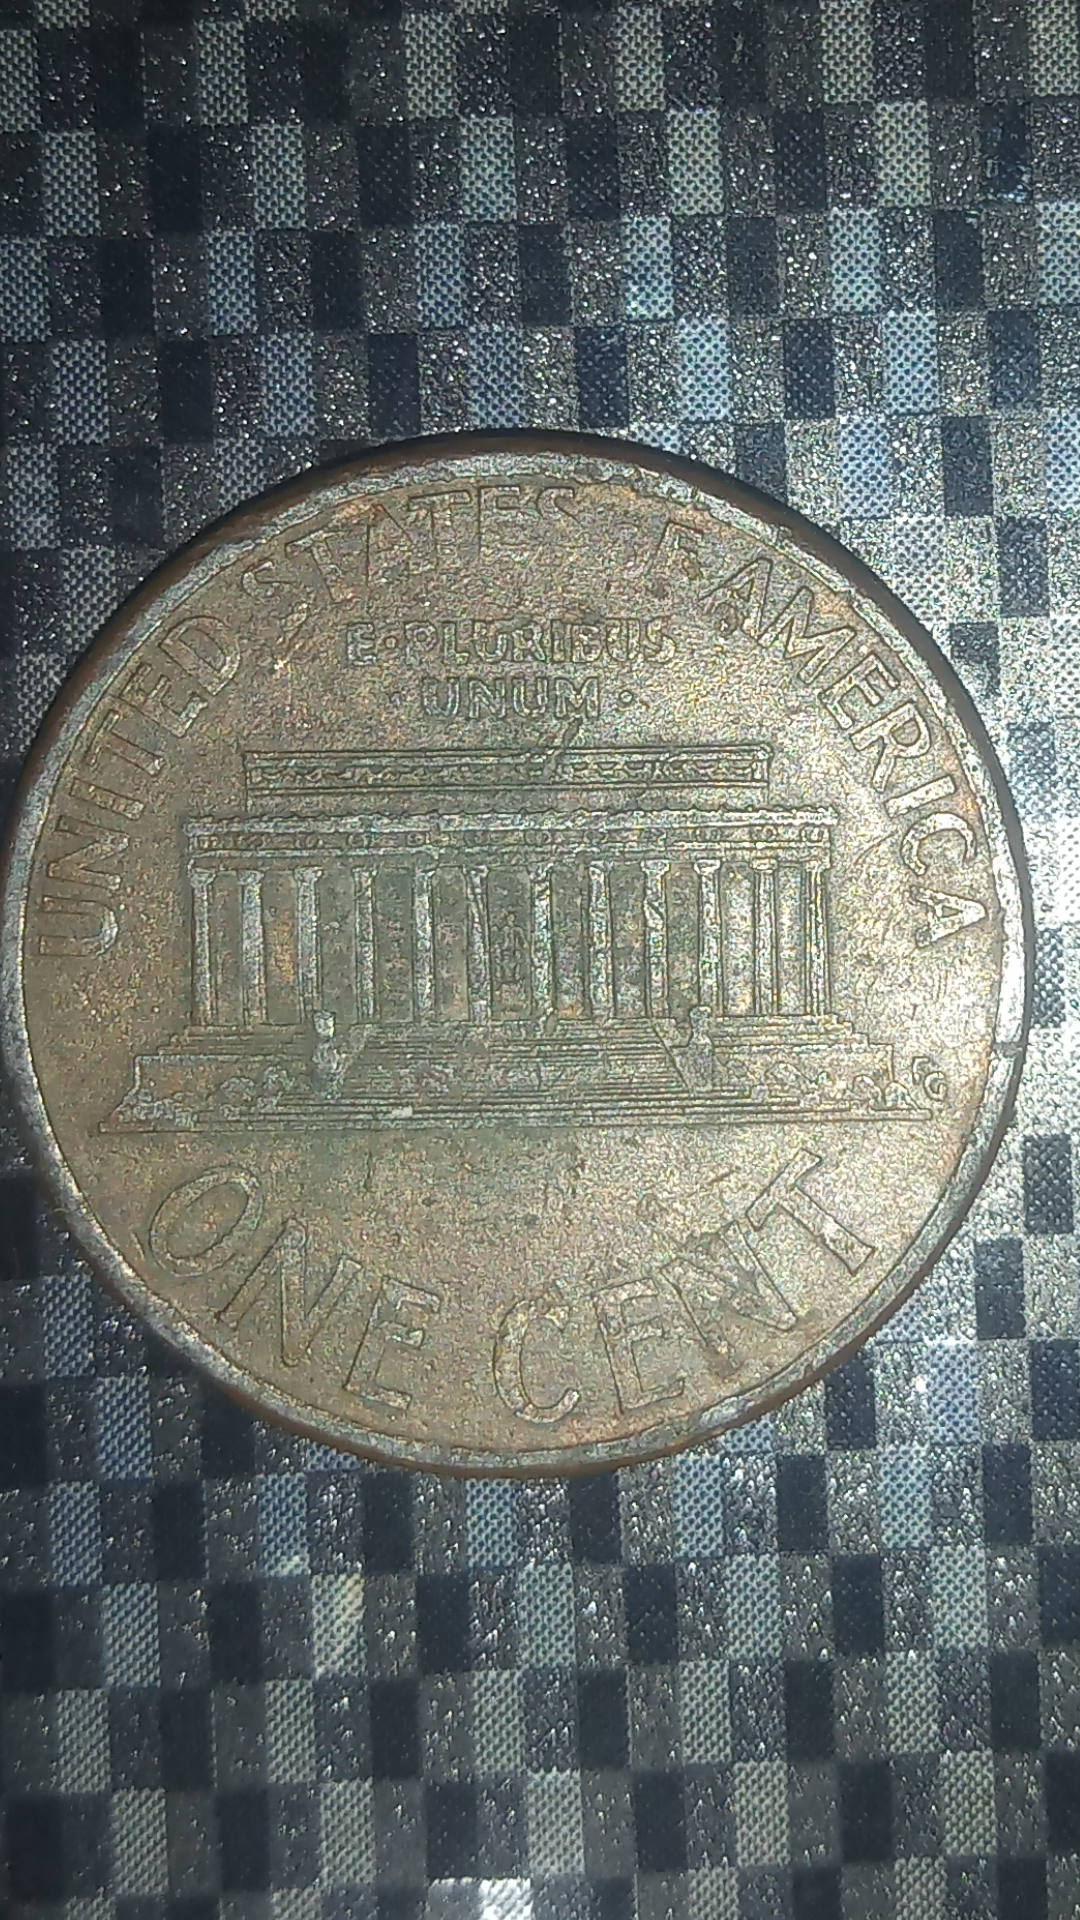 UNITED STATES OF AMERICA
E·PLURIBUS
·UNUM·
ONE CENT